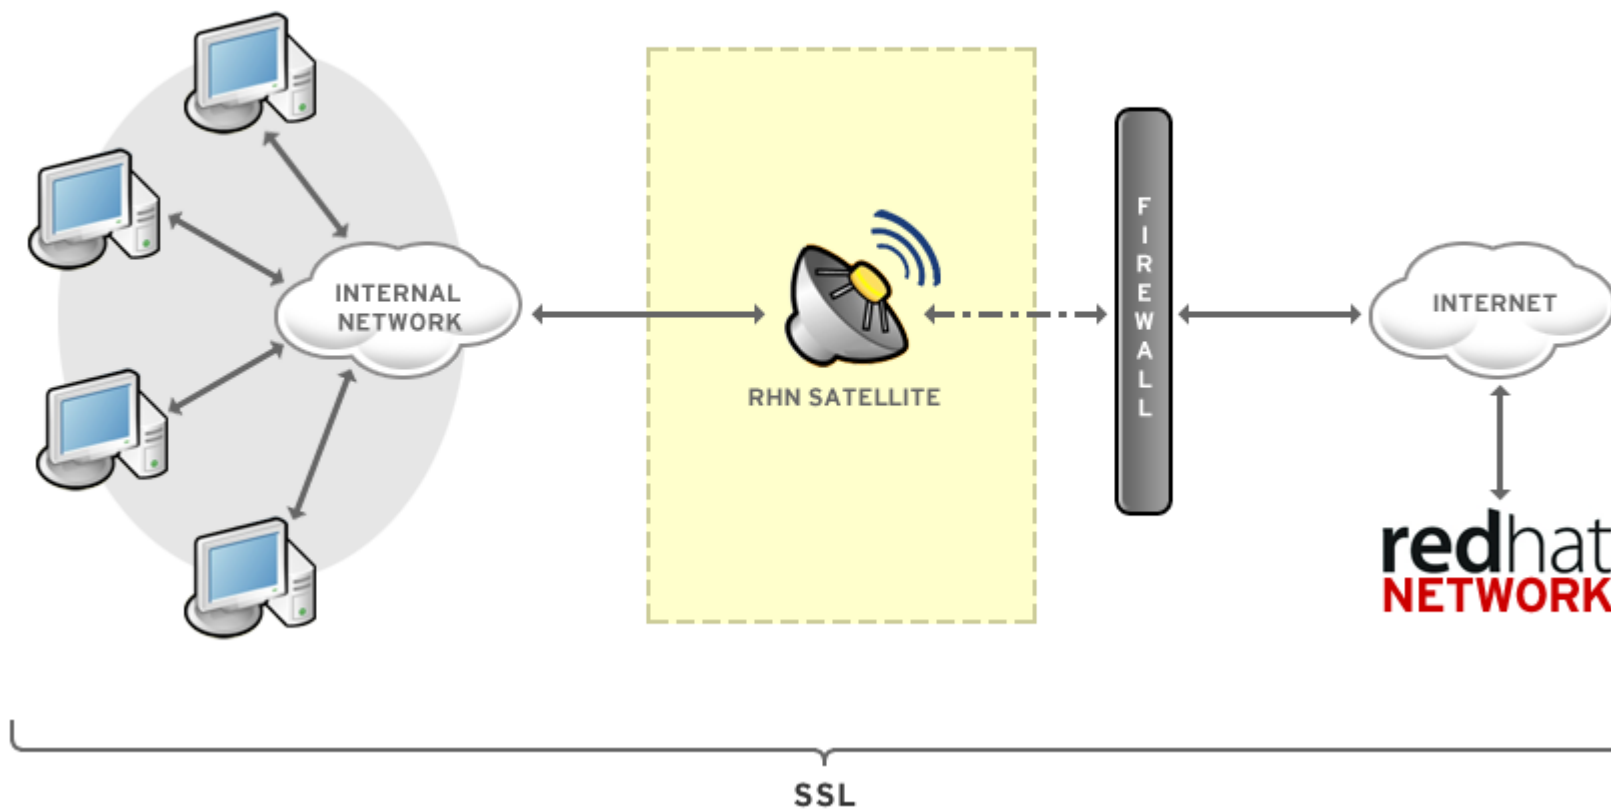 INTERNAL
NETWORK
RHN SATELLITE
FIREWALL
INTERNET
redhat
NETWORK
SSL